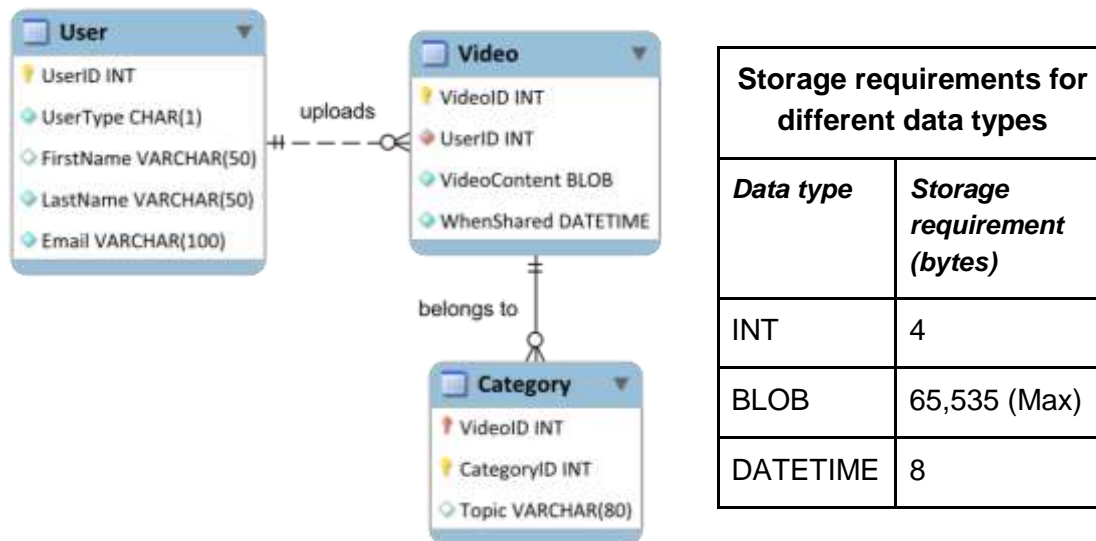 User
UserID INT
UserType CHAR(1)
FirstName VARCHAR(50)
LastName VARCHAR(50)
Email VARCHAR(100)
uploads
Video
VideoID INT
UserID INT
VideoContent BLOB
WhenShared DATETIME
belongs to
Category
VideoID INT
CategoryID INT
Topic VARCHAR(80)
Storage requirements for
different data types
Data type Storage
requirement
(bytes)
INT 4
BLOB 65,535 (Max)
DATETIME 8